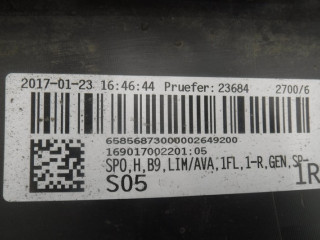 2017-01-23 16:46:44 Pruefer:23684 2700/6
65856873000002649200
169017002201:05
SPO,H,B9,LIM/AVA,1FL,1-R,GEN,SP-
S05 1R